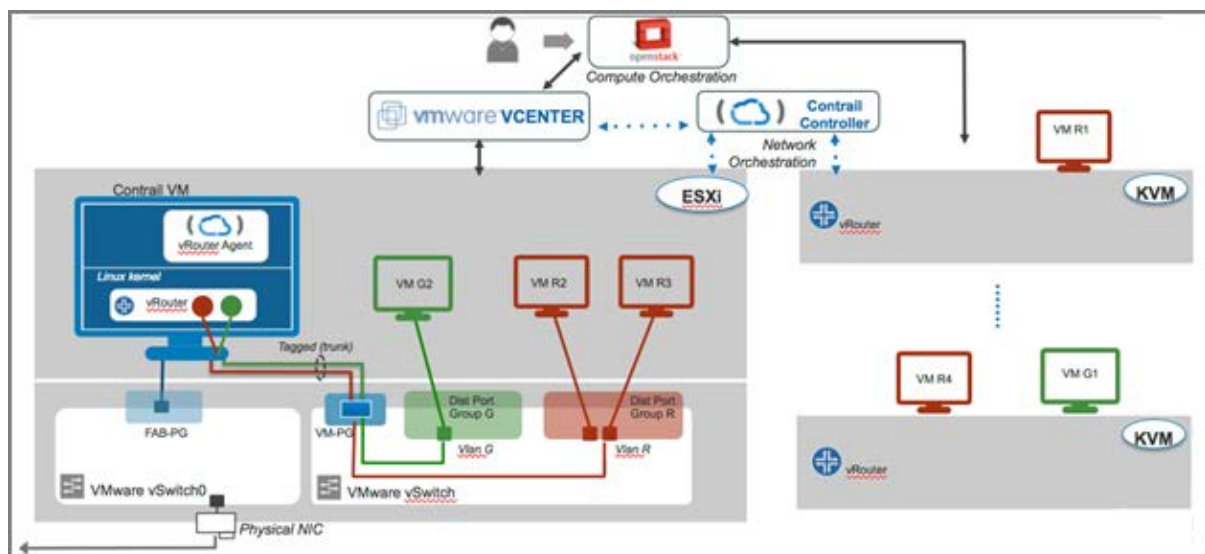 openstack
Compute Orchestration
vmware VCENTER
Contrail
Controller
Network
Orchestration
VM R1
Contrail VM
ESXi
KVM
vRouter Agent
vRouter
Linux kernel
VM G2
VM R2
VM R3
vRouter
Tagged (trunk)
VM R4
VM G1
Dist Port
Group G
Dist Port
Group R
FAB-PG
VM-PG
Vlan G
Vlan R
KVM
vRouter
VMware vSwitch0
VMware vSwitch
Physical NIC